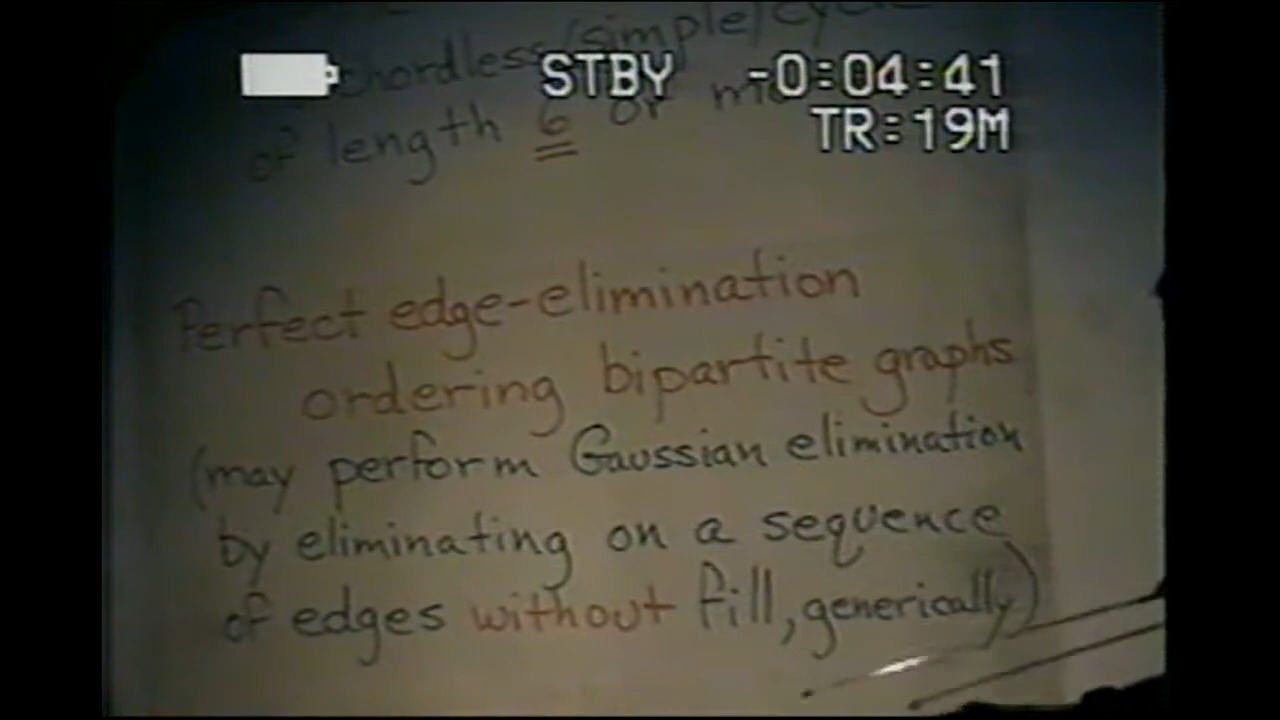 chordless (simple) cycle
STBY -0:04:41
of length 6 or
TR:19M
Perfect edge-elimination
ordering bipartite graphs
(may perform Gaussian elimination
by eliminating on a sequence
of edges without fill, generically)